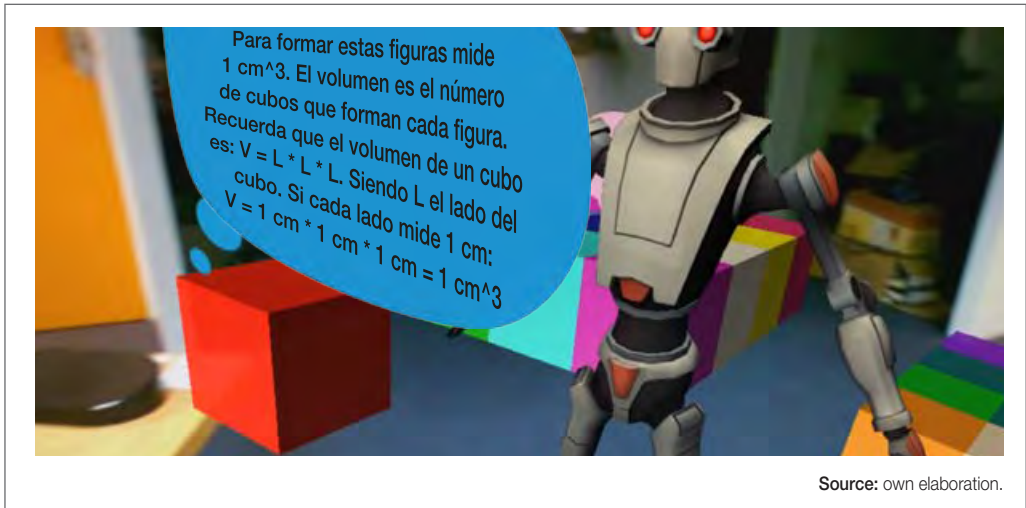 Para formar estas figuras mide
1 cm^3. El volumen es el número
de cubos que forman cada figura.
Recuerda que el volumen de un cubo
es: V = L * L * L. Siendo L el lado del
cubo. Si cada lado mide 1 cm:
V = 1 cm * 1 cm * 1 cm = 1 cm^3
Source: own elaboration.